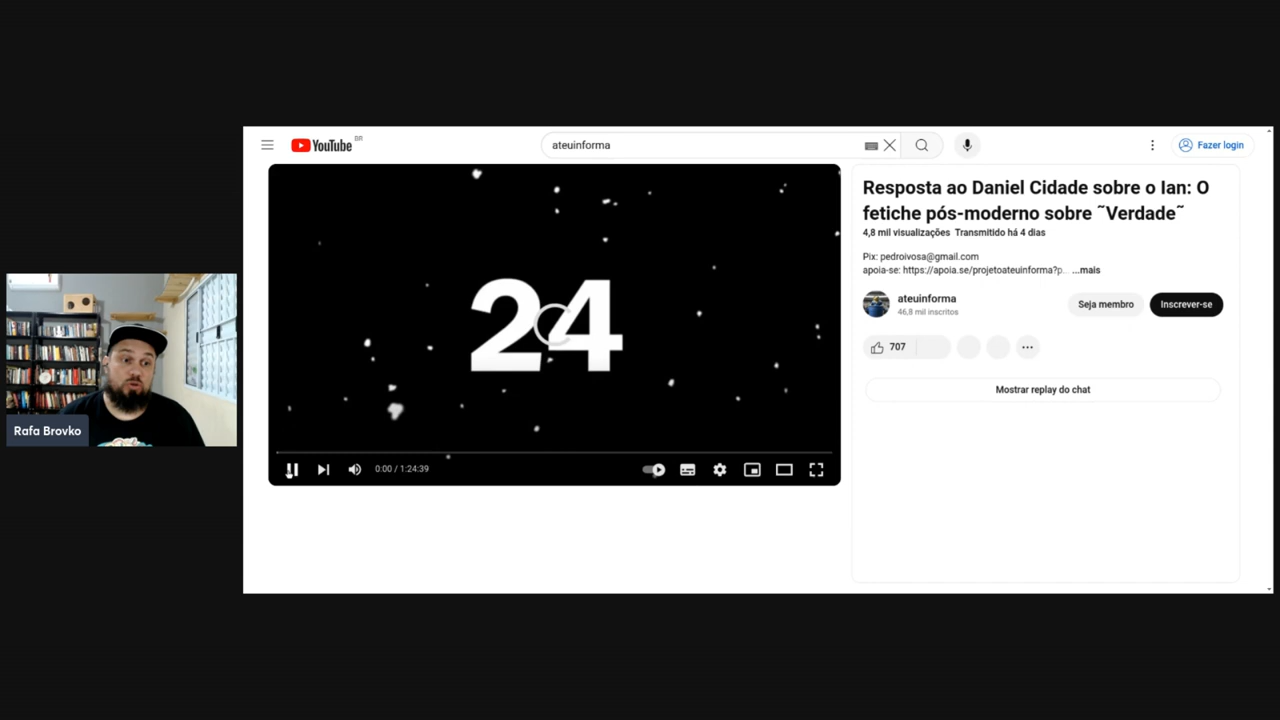 YouTube BR
ateuinforma
Fazer login
24
0:00 / 1:24:39
Resposta ao Daniel Cidade sobre o Ian: O
fetiche pós-moderno sobre ˜Verdade˜
4,8 mil visualizações Transmitido há 4 dias
Pix: pedroivosa@gmail.com
apoia-se: https://apoia.se/projetoateuinforma?p... ...mais
ateuinforma
46,8 mil inscritos
Seja membro
Inscrever-se
707
Mostrar replay do chat
Rafa Brovko